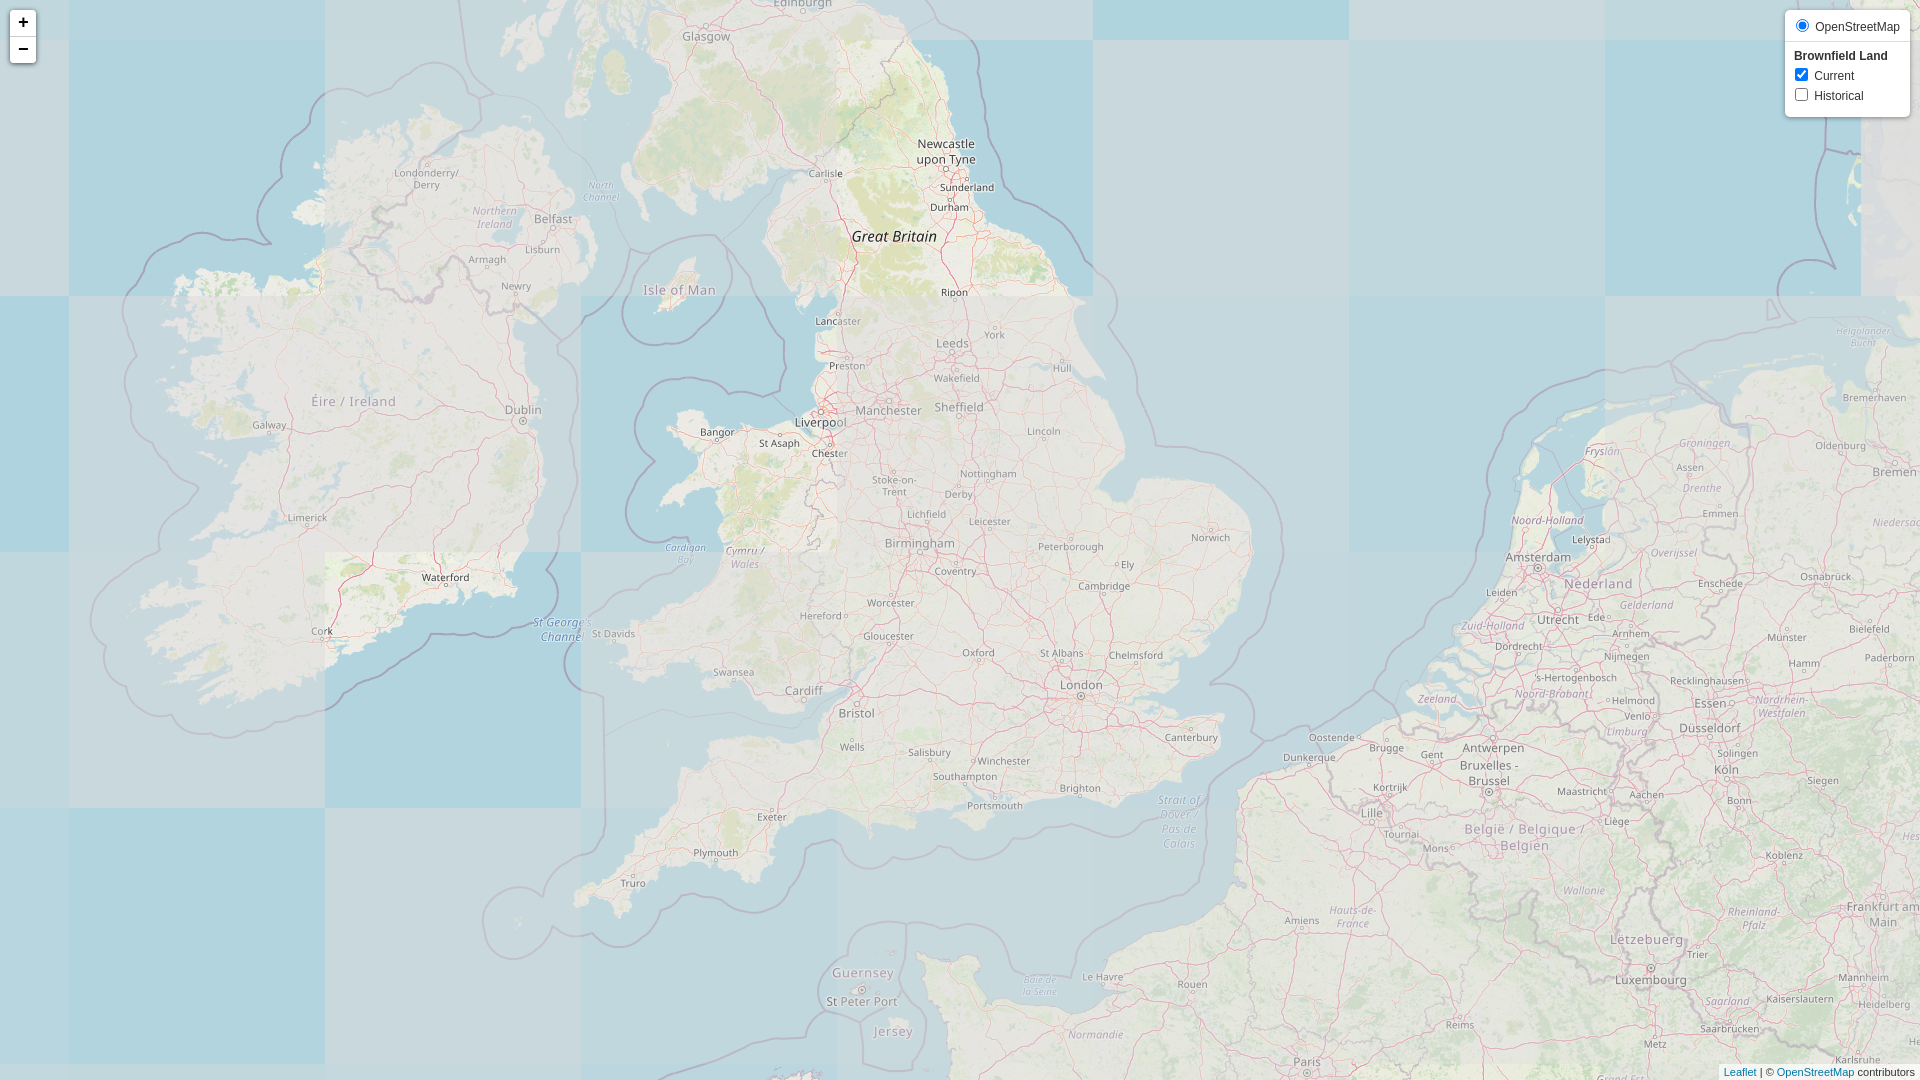 +
−
OpenStreetMap
Brownfield Land
Current
Historical
Edinburgh
Glasgow
Newcastle
upon Tyne
Carlisle
Sunderland
Durham
Londonderry/
Derry
North
Channel
Northern
Ireland
Belfast
Lisburn
Great Britain
Armagh
Newry
Isle of Man
Ripon
Lancaster
York
Leeds
Helgoländer
Bucht
Preston
Hull
Wakefield
Éire / Ireland
Dublin
Manchester
Sheffield
Bremerhaven
Galway
Liverpool
Bangor
St Asaph
Lincoln
Groningen
Oldenburg
Chester
Fryslân
Assen
Bremen
Nottingham
Stoke-on-
Trent
Derby
Drenthe
Limerick
Lichfield
Leicester
Noord-Holland
Emmen
Norwich
Birmingham
Peterborough
Lelystad
Cardigan
Bay
Cymru /
Wales
Amsterdam
Overijssel
Ely
Coventry
Waterford
Cambridge
Nederland
Enschede
Osnabrück
Leiden
Worcester
Gelderland
Hereford
Utrecht
Ede
St George's
Channel
Cork
St Davids
Gloucester
Zuid-Holland
Arnhem
Münster
Bielefeld
Dordrecht
Nijmegen
Oxford
St Albans
Chelmsford
Hamm
Paderborn
Swansea
's-Hertogenbosch
Recklinghausen
London
Cardiff
Noord-Brabant
Zeeland
Helmond
Essen
Nordrhein-
Westfalen
Bristol
Venlo
Düsseldorf
Limburg
Canterbury
Oostende
Brugge
Wells
Salisbury
Dunkerque
Gent
Antwerpen
Solingen
Winchester
Bruxelles -
Brussel
Köln
Southampton
Siegen
Brighton
Kortrijk
Maastricht
Aachen
Bonn
Portsmouth
Strait of
Dover /
Pas de
Calais
Exeter
Lille
Liège
Tournai
België / Belgique /
Belgien
Mons
Plymouth
Koblenz
Truro
Wallonie
Hauts-de-
France
Amiens
Rheinland-
Pfalz
Frankfurt am
Main
Lëtzebuerg
Trier
Guernsey
Le Havre
Baie de
la Seine
Rouen
Luxembourg
Mannheim
St Peter Port
Saarland
Kaiserslautern
Heidelberg
Jersey
Normandie
Reims
Saarbrücken
Metz
Paris
Karlsruhe
Grand Est
Leaflet | © OpenStreetMap contributors